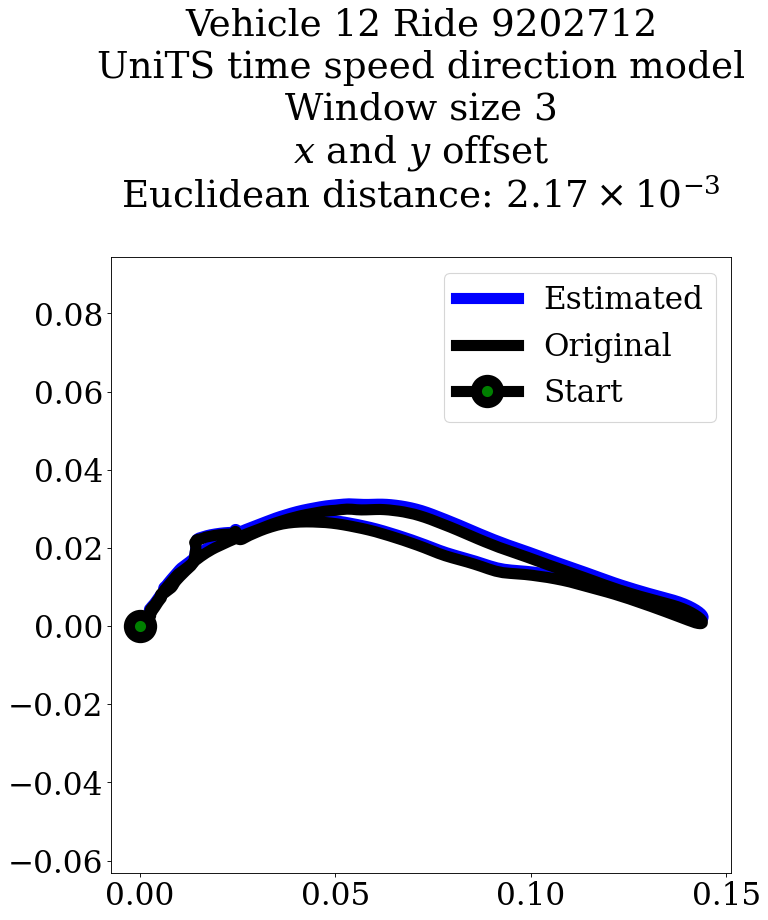 Vehicle 12 Ride 9202712
UniTS time speed direction model
Window size 3
x and y offset
Euclidean distance: 2.17 × 10⁻³
Estimated
Original
Start
0.08
0.06
0.04
0.02
0.00
−0.02
−0.04
−0.06
0.00 0.05 0.10 0.15